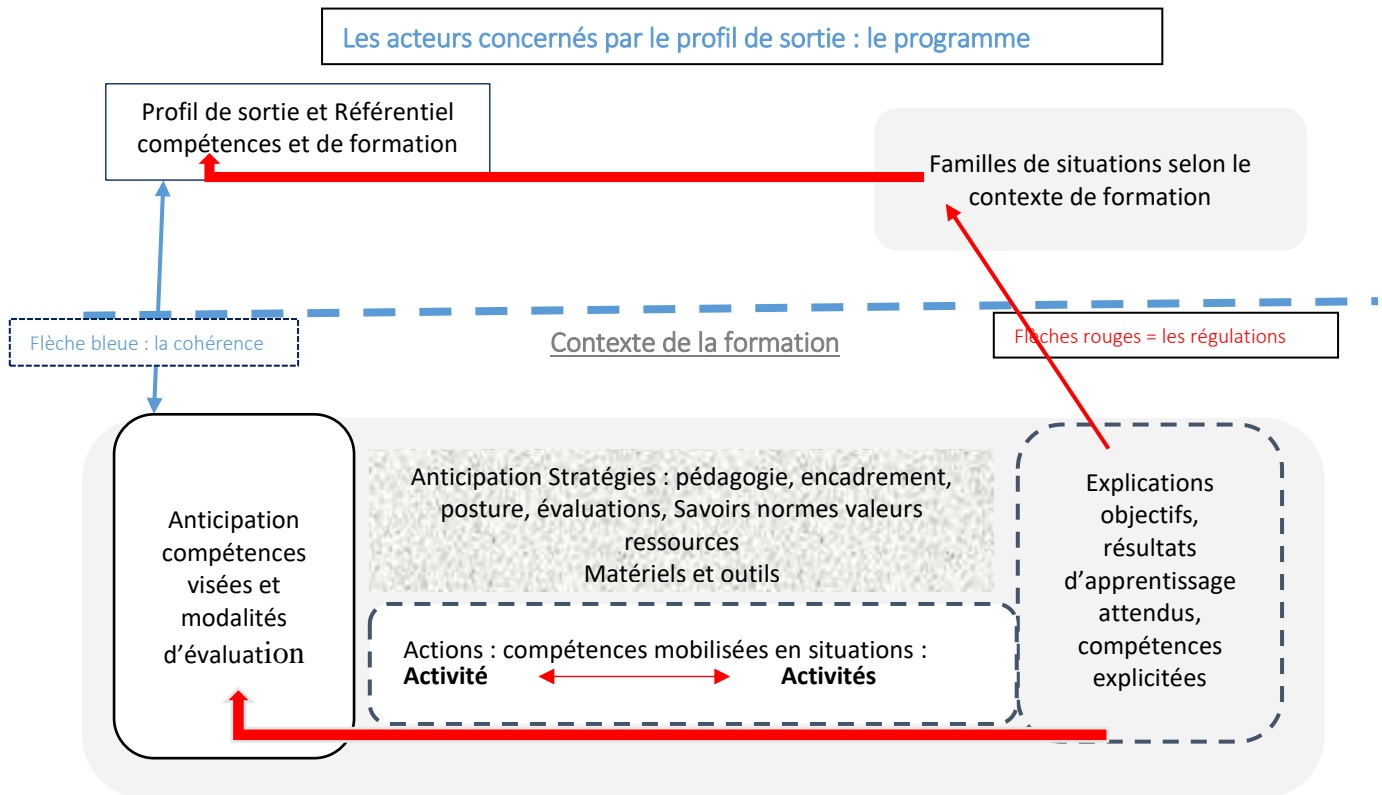 Les acteurs concernés par le profil de sortie : le programme
Profil de sortie et Référentiel
compétences et de formation
Familles de situations selon le
contexte de formation
Flèche bleue : la cohérence
Contexte de la formation
Flèches rouges = les régulations
Anticipation
compétences
visées et
modalités
d'évaluation
Anticipation Stratégies : pédagogie, encadrement,
posture, évaluations, Savoirs normes valeurs
ressources
Matériels et outils
Actions : compétences mobilisées en situations :
Activité Activités
Explications
objectifs,
résultats
d'apprentissage
attendus,
compétences
explicitées